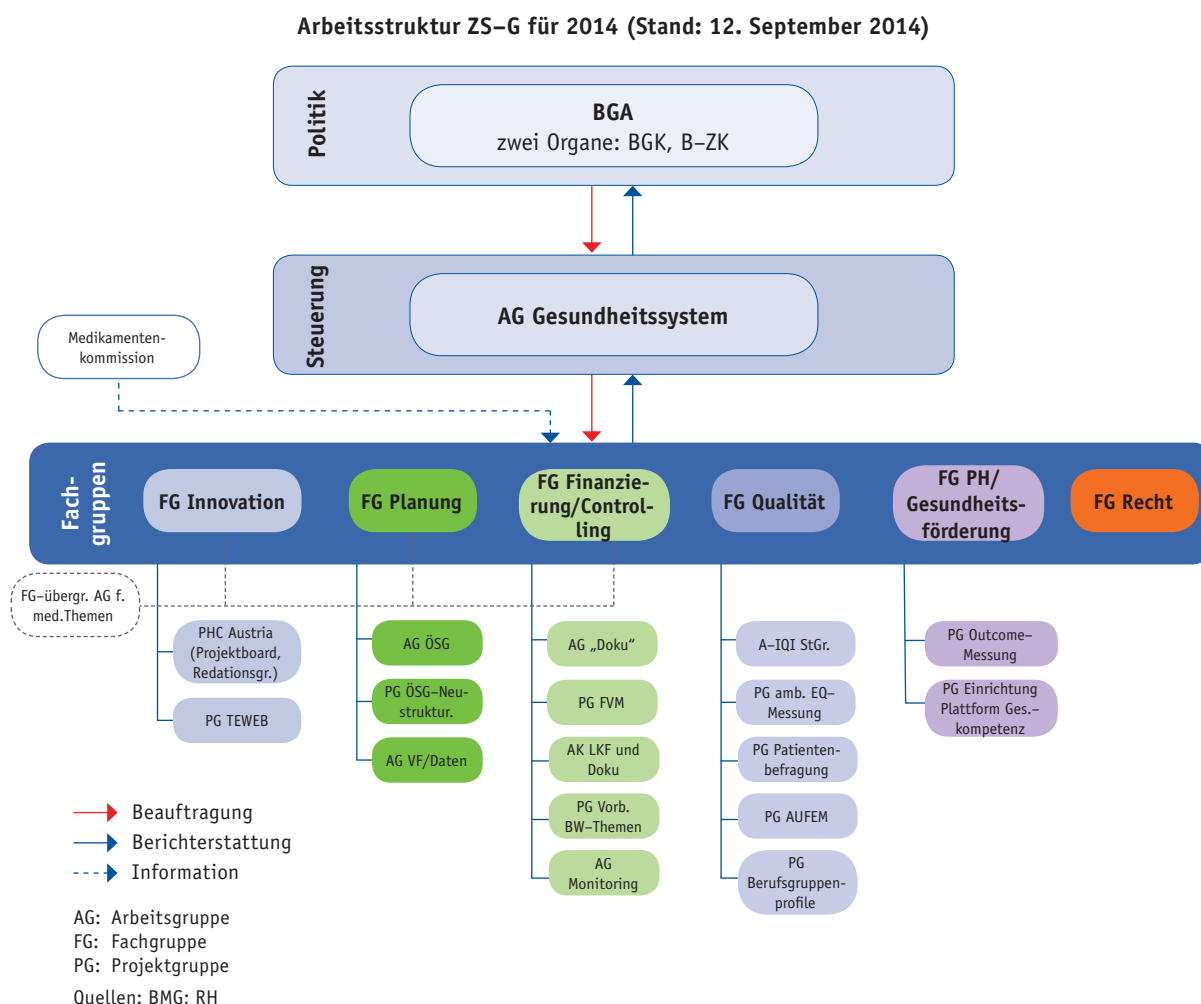 Arbeitsstruktur ZS–G für 2014 (Stand: 12. September 2014)
Politik
BGA
zwei Organe: BGK, B–ZK
Steuerung
AG Gesundheitssystem
Medikamenten-
kommission
Fach-
gruppen
FG Innovation
FG Planung
FG Finanzie-
rung/Control-
ling
FG Qualität
FG PH/
Gesundheits-
förderung
FG Recht
FG–übergr. AG f.
med.Themen
PHC Austria
(Projektboard,
Redationsgr.)
PG TEWEB
AG ÖSG
PG ÖSG–Neu-
struktur.
AG VF/Daten
AG „Doku“
PG FVM
AK LKF und
Doku
PG Vorb.
BW–Themen
AG
Monitoring
A–IQI StGr.
PG amb. EQ–
Messung
PG Patienten-
befragung
PG AUFEM
PG
Berufsgruppen-
profile
PG Outcome–
Messung
PG Einrichtung
Plattform Ges.–
kompetenz
Beauftragung
Berichterstattung
Information
AG: Arbeitsgruppe
FG: Fachgruppe
PG: Projektgruppe
Quellen: BMG; RH